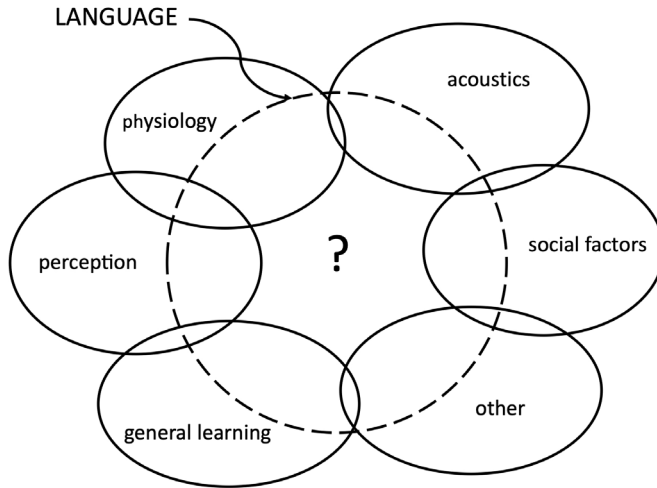 LANGUAGE
acoustics
physiology
?
social factors
perception
other
general learning